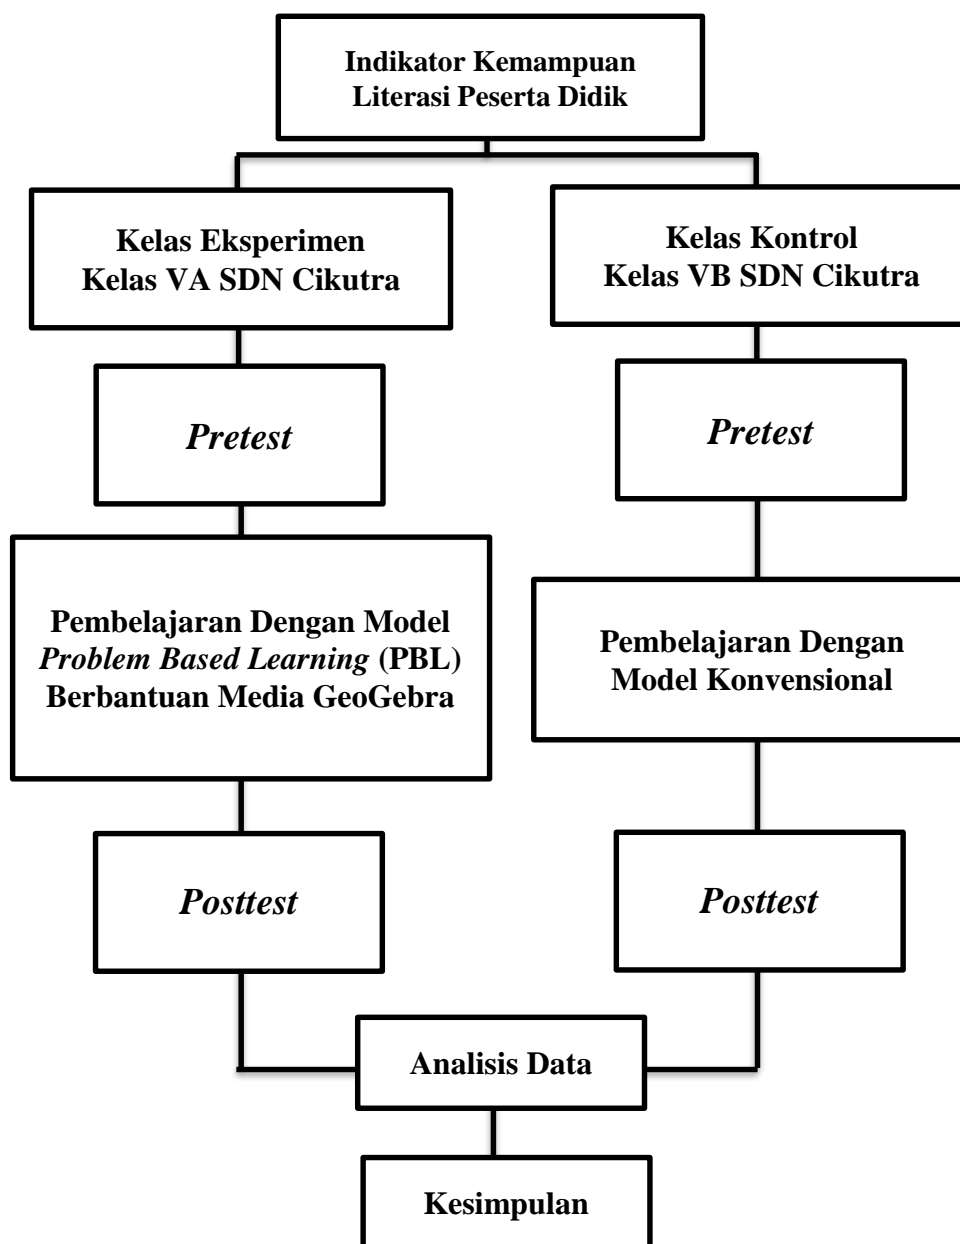 Indikator Kemampuan
Literasi Peserta Didik
Kelas Eksperimen
Kelas VA SDN Cikutra
Kelas Kontrol
Kelas VB SDN Cikutra
Pretest
Pretest
Pembelajaran Dengan Model
Problem Based Learning (PBL)
Berbantuan Media GeoGebra
Pembelajaran Dengan
Model Konvensional
Posttest
Posttest
Analisis Data
Kesimpulan